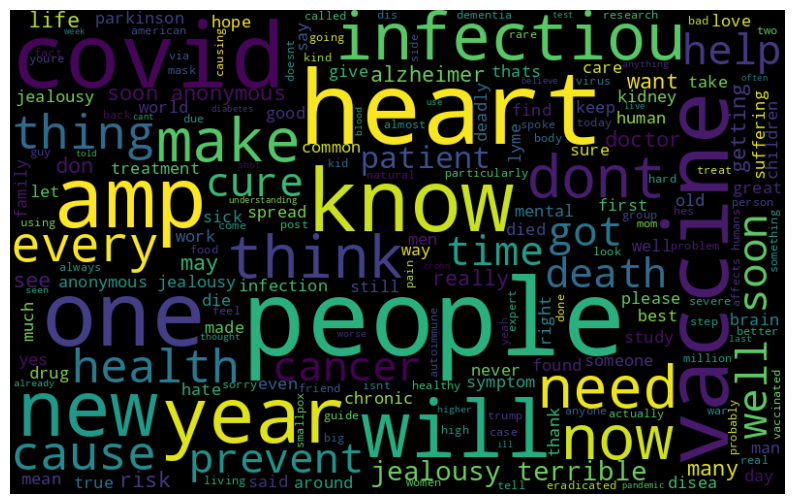 life parkinson hope called dis dementia test research bad love
youre fact week american causing via mask going kind say doesnt side rare two
covid infectiou help
jealousy soon anonymous world give alzheimer thats care virus want take
heart
thing make back cant due good find keep kidney human getting suffering children
guy diabetes almost deadly lyme spoke today use believe live often anything
don told blood common body sure doctor
family let treatment cure patient dont vaccine
shot natural kid particularly hard treat
amp know understanding first old great
using sick spread come post mental group mom hes person
every work food think men way time got died well problem something
see may always pain crohn really look affects humans
anonymous jealousy infection still death soon
much seen die feel expert right done please severe
one people best brain step better
yes made thought yeah found study million last
drug health cancer autoimmune worse never someone
already hate sorry even isnt healthy symptom need well
new year will chronic friend smallpox guide trump anyone actually war vaccinated
higher thank probably man
cause prevent big high case ill now real
mean true risk said around women tell jealousy terrible many disea day
living eradicated pandemic